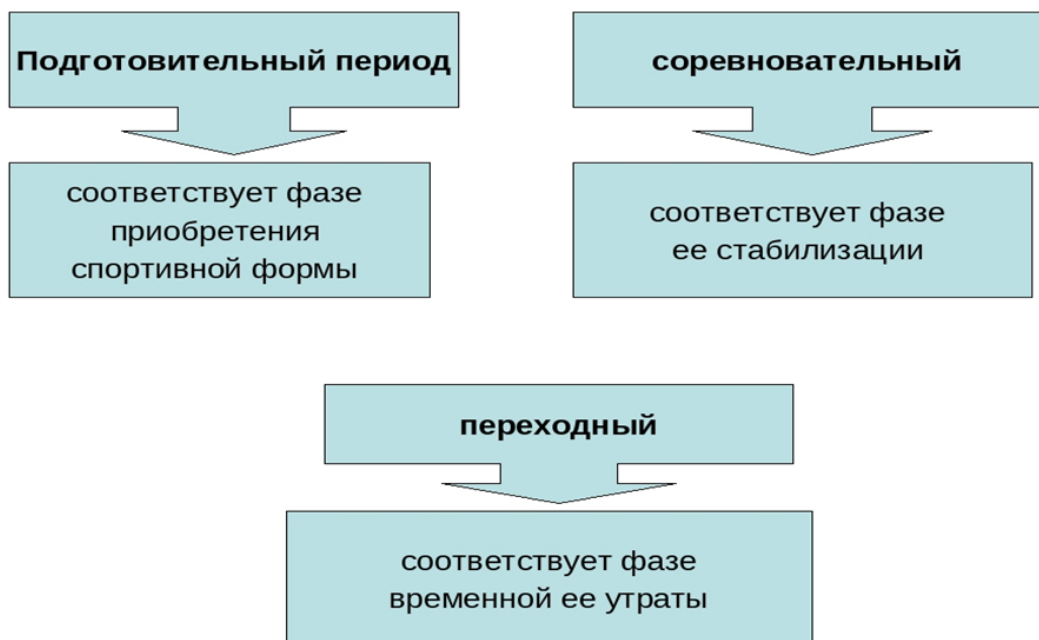 Подготовительный период
соответствует фазе
приобретения
спортивной формы
соревновательный
соответствует фазе
ее стабилизации
переходный
соответствует фазе
временной ее утраты